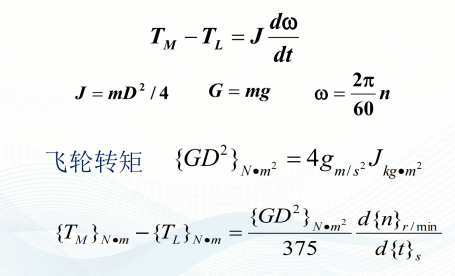 T_M − T_L = J dω/dt
J = mD² / 4 G = mg ω = 2π/60 n
飞轮转矩 {GD²}_{N•m²} = 4g_{m/s²} J_{kg•m²}
{T_M}_{N•m} − {T_L}_{N•m} = {GD²}_{N•m²}/375 d{n}_{r/min}/d{t}_s